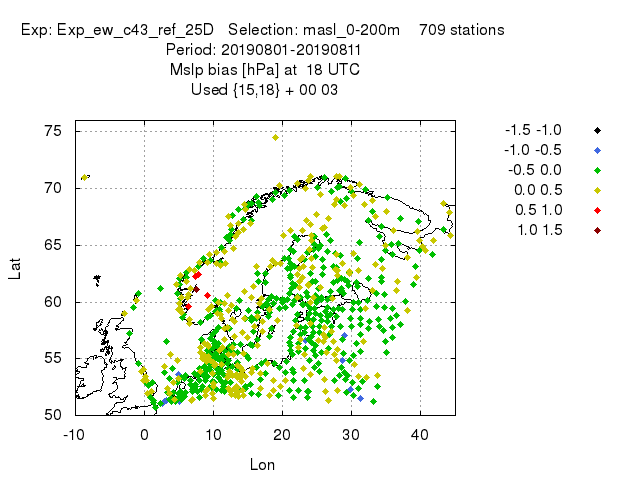 Exp: Exp_ew_c43_ref_25D   Selection: masl_0-200m    709 stations
Period: 20190801-20190811
Mslp bias [hPa] at  18 UTC
Used {15,18} + 00 03
75
70
65
60
55
50
-10 0 10 20 30 40
Lat
Lon
-1.5 -1.0
-1.0 -0.5
-0.5 0.0
0.0 0.5
0.5 1.0
1.0 1.5